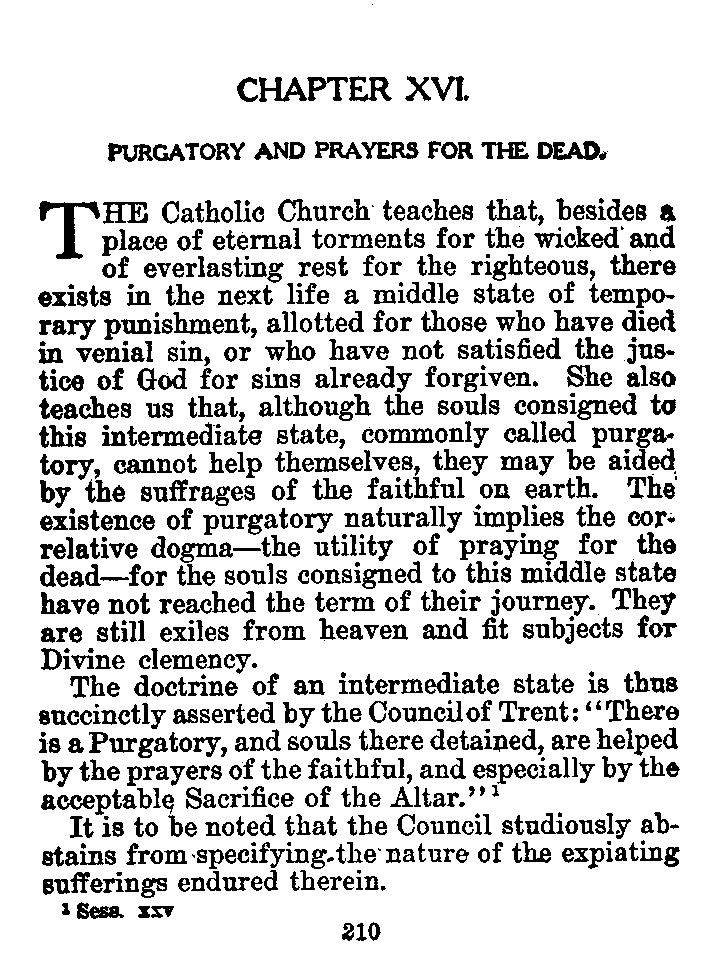 CHAPTER XVI.
PURGATORY AND PRAYERS FOR THE DEAD.
THE Catholic Church teaches that, besides a
place of eternal torments for the wicked and
of everlasting rest for the righteous, there
exists in the next life a middle state of tempo-
rary punishment, allotted for those who have died
in venial sin, or who have not satisfied the jus-
tice of God for sins already forgiven. She also
teaches us that, although the souls consigned to
this intermediate state, commonly called purga-
tory, cannot help themselves, they may be aided
by the suffrages of the faithful on earth. The
existence of purgatory naturally implies the cor-
relative dogma—the utility of praying for the
dead—for the souls consigned to this middle state
have not reached the term of their journey. They
are still exiles from heaven and fit subjects for
Divine clemency.
The doctrine of an intermediate state is thus
succinctly asserted by the Council of Trent: "There
is a Purgatory, and souls there detained, are helped
by the prayers of the faithful, and especially by the
acceptable Sacrifice of the Altar."¹
It is to be noted that the Council studiously ab-
stains from specifying the nature of the expiating
sufferings endured therein.
¹ Sess. xxv
210